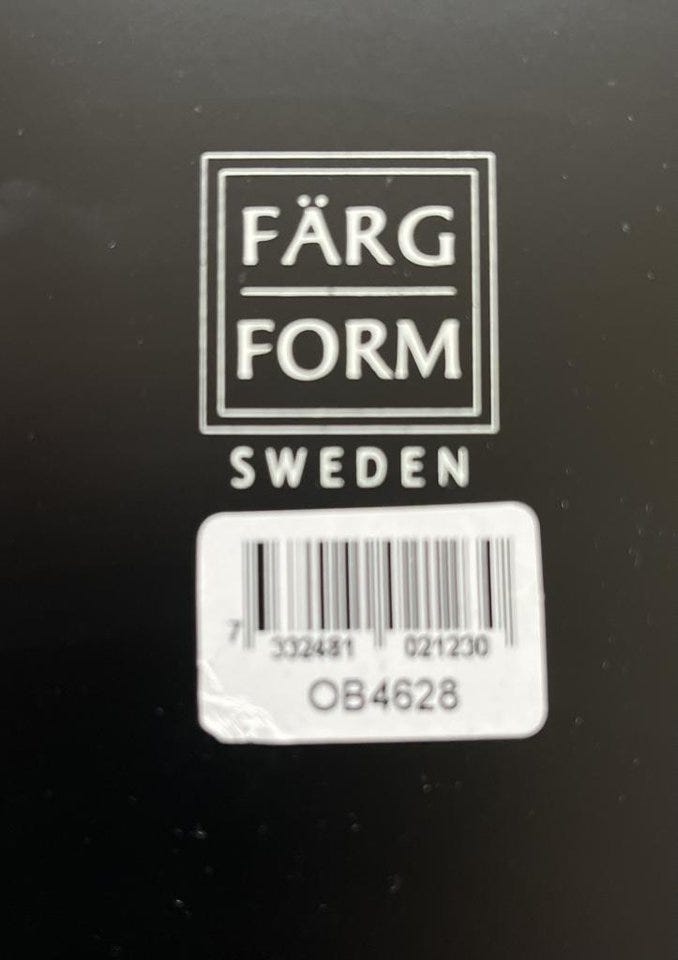 FÄRG
FORM
SWEDEN
7 332481 021230
OB4628